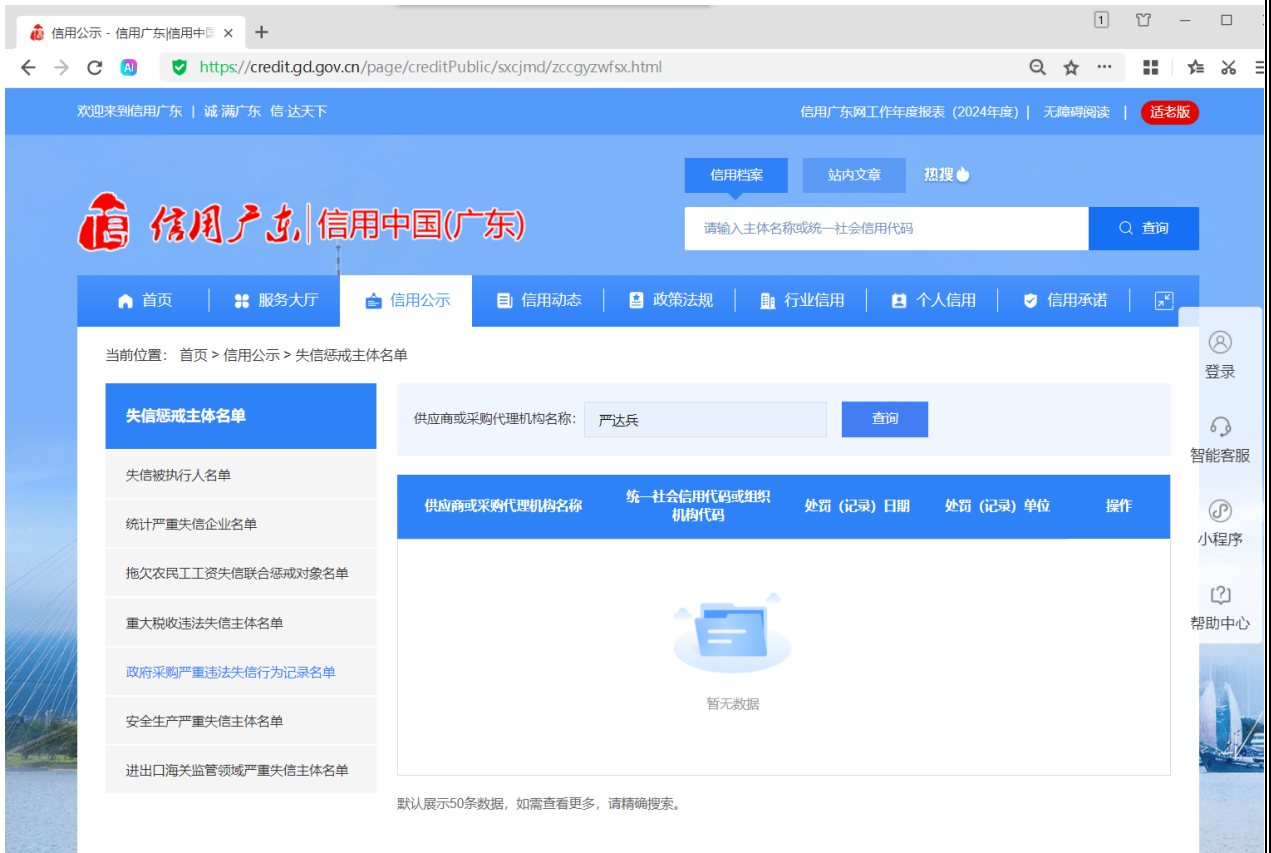 信用公示 - 信用广东|信用中国
1
AI
https://credit.gd.gov.cn/page/creditPublic/sxcjmd/zccgyzwfsx.html
欢迎来到信用广东 | 诚 满广东 信 达天下
信用广东网工作年度报表（2024年度） | 无障碍阅读 | 适老版
信用档案 站内文章 热搜
信用广东|信用中国(广东)
请输入主体名称或统一社会信用代码 查询
首页 服务大厅 信用公示 信用动态 政策法规 行业信用 个人信用 信用承诺
当前位置： 首页 > 信用公示 > 失信惩戒主体名单
登录
智能客服
小程序
帮助中心
失信惩戒主体名单
失信被执行人名单
统计严重失信企业名单
拖欠农民工工资失信联合惩戒对象名单
重大税收违法失信主体名单
政府采购严重违法失信行为记录名单
安全生产严重失信主体名单
进出口海关监管领域严重失信主体名单
供应商或采购代理机构名称: 严达兵 查询
供应商或采购代理机构名称 统一社会信用代码或组织机构代码 处罚（记录）日期 处罚（记录）单位 操作
暂无数据
默认展示50条数据，如需查看更多，请精确搜索。